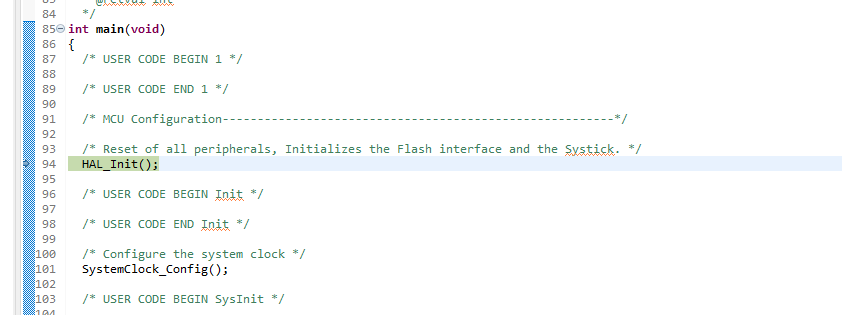 84 */
85 int main(void)
86 {
87 /* USER CODE BEGIN 1 */
88
89 /* USER CODE END 1 */
90
91 /* MCU Configuration--------------------------------------------------------*/
92
93 /* Reset of all peripherals, Initializes the Flash interface and the Systick. */
94 HAL_Init();
95
96 /* USER CODE BEGIN Init */
97
98 /* USER CODE END Init */
99
100 /* Configure the system clock */
101 SystemClock_Config();
102
103 /* USER CODE BEGIN SysInit */